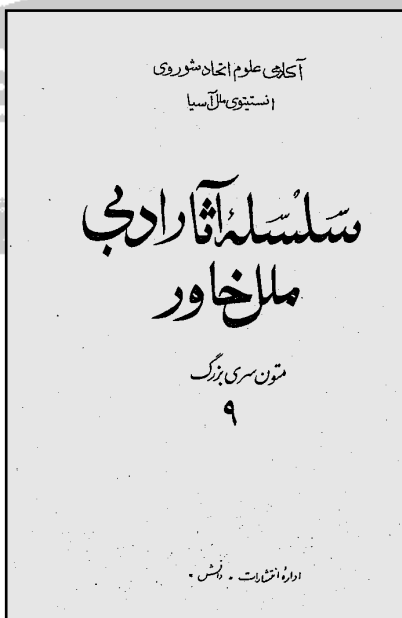 آکادمی علوم اتحاد شوروی
انستیتوی ملل آسیا
سلسلهٔ آثار ادبی
ملل خاور
متون سری بزرگ
۹
ادارهٔ انتشارات • دانش •